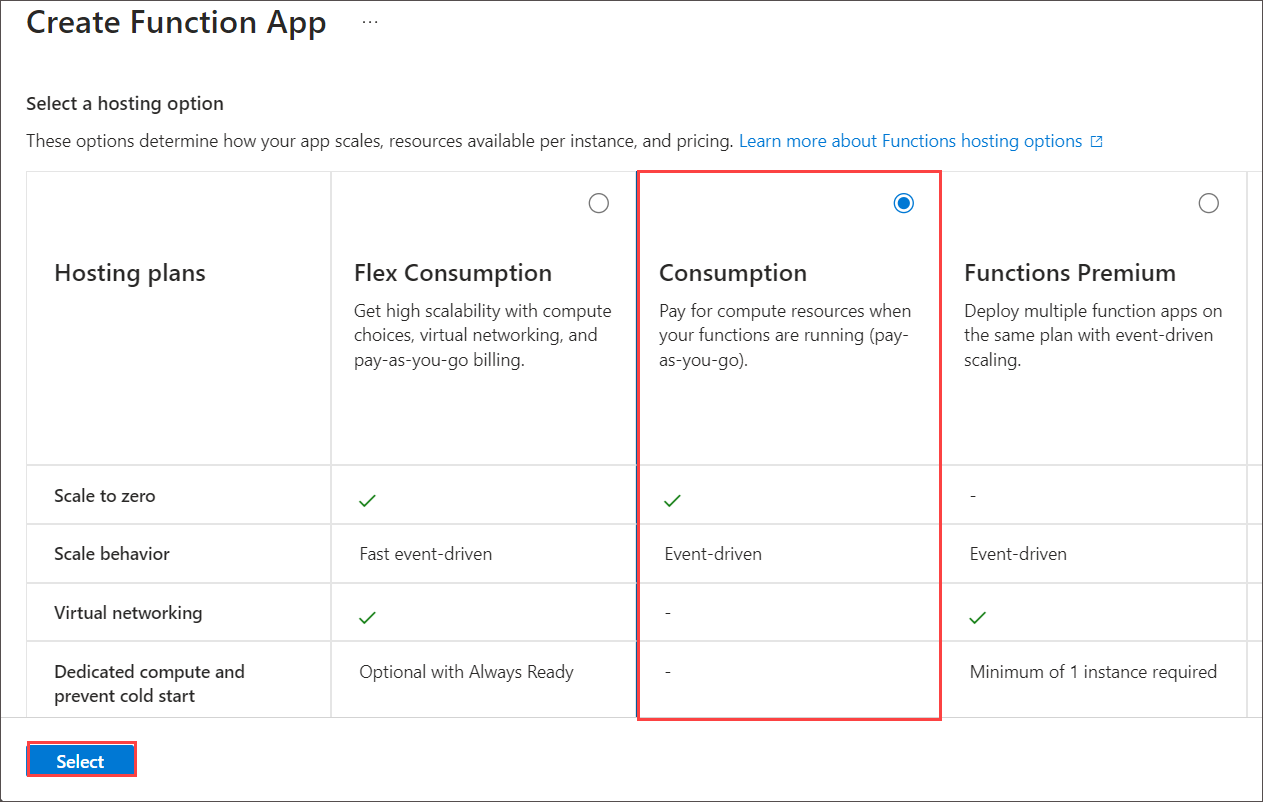 Create Function App ...
Select a hosting option
These options determine how your app scales, resources available per instance, and pricing. Learn more about Functions hosting options
Hosting plans
Flex Consumption
Get high scalability with compute
choices, virtual networking, and
pay-as-you-go billing.
Consumption
Pay for compute resources when
your functions are running (pay-
as-you-go).
Functions Premium
Deploy multiple function apps on
the same plan with event-driven
scaling.
Scale to zero ✓ ✓ -
Scale behavior Fast event-driven Event-driven Event-driven
Virtual networking ✓ - ✓
Dedicated compute and
prevent cold start
Optional with Always Ready - Minimum of 1 instance required
Select